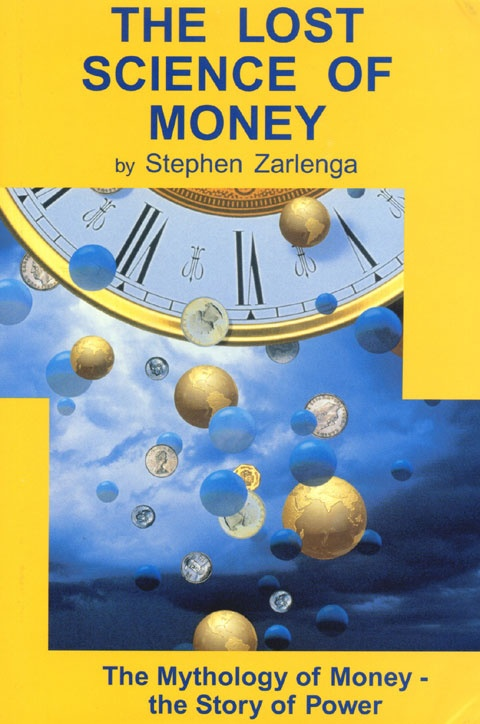 THE LOST
SCIENCE OF
MONEY
by Stephen Zarlenga
The Mythology of Money -
the Story of Power